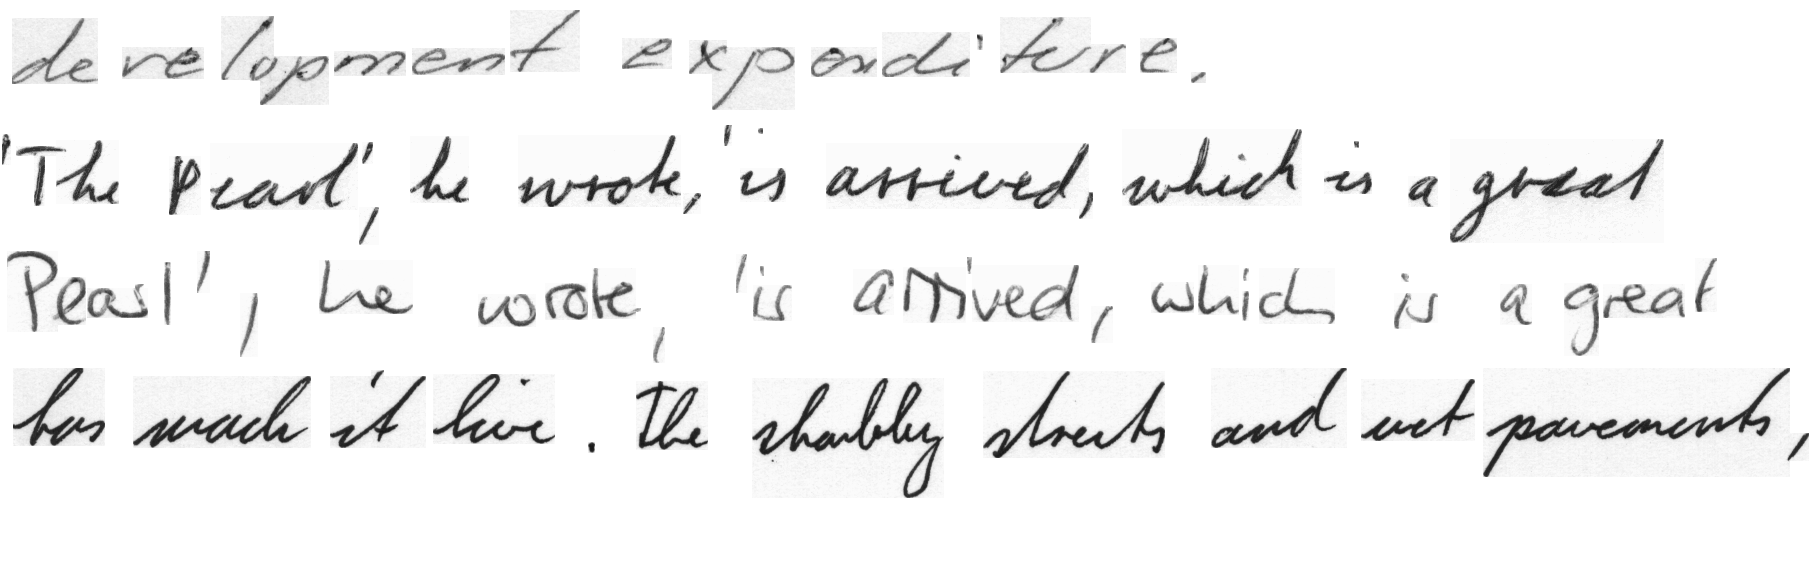 development expenditure.
'The Pearl', he wrote, 'is arrived, which is a great
Pearl', he wrote, 'is arrived, which is a great
has made it live. The shabby streets and wet pavements,